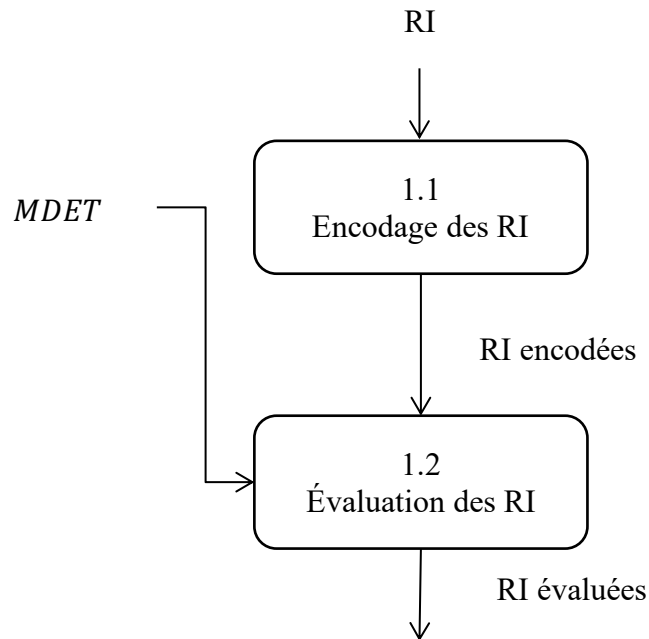 RI
1.1
Encodage des RI
MDET
RI encodées
1.2
Évaluation des RI
RI évaluées